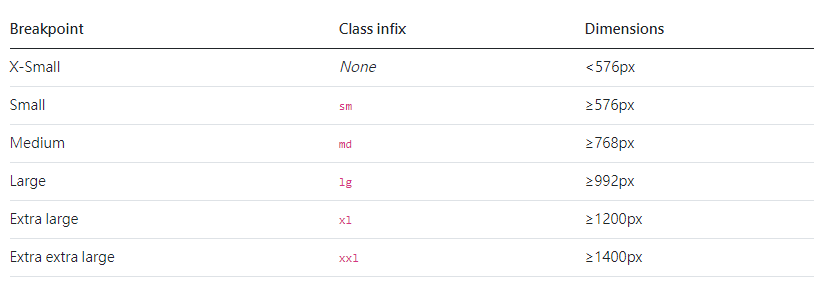 Breakpoint Class infix Dimensions
X-Small None <576px
Small sm ≥576px
Medium md ≥768px
Large lg ≥992px
Extra large xl ≥1200px
Extra extra large xxl ≥1400px